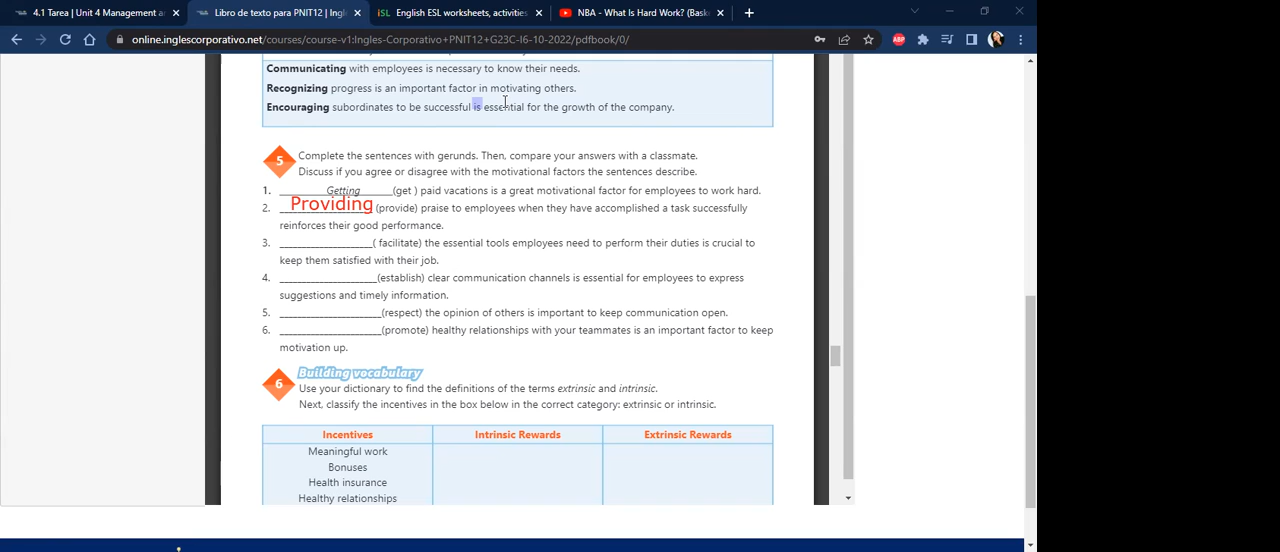 4.1 Tarea | Unit 4 Management a
Libro de texto para PNIT12 | Ingl
English ESL worksheets, activities
NBA - What Is Hard Work? (Bask
online.inglescorporativo.net/courses/course-v1:Ingles-Corporativo+PNIT12+G23C-I6-10-2022/pdfbook/0/
Communicating with employees is necessary to know their needs.
Recognizing progress is an important factor in motivating others.
Encouraging subordinates to be successful is essential for the growth of the company.
5 Complete the sentences with gerunds. Then, compare your answers with a classmate.
Discuss if you agree or disagree with the motivational factors the sentences describe.
1. __________Getting______(get ) paid vacations is a great motivational factor for employees to work hard.
2. Providing (provide) praise to employees when they have accomplished a task successfully
reinforces their good performance.
3. ____________________( facilitate) the essential tools employees need to perform their duties is crucial to
keep them satisfied with their job.
4. _____________________(establish) clear communication channels is essential for employees to express
suggestions and timely information.
5. ______________________(respect) the opinion of others is important to keep communication open.
6. ______________________(promote) healthy relationships with your teammates is an important factor to keep
motivation up.
6 Building vocabulary
Use your dictionary to find the definitions of the terms extrinsic and intrinsic.
Next, classify the incentives in the box below in the correct category: extrinsic or intrinsic.
Incentives Intrinsic Rewards Extrinsic Rewards
Meaningful work
Bonuses
Health insurance
Healthy relationships